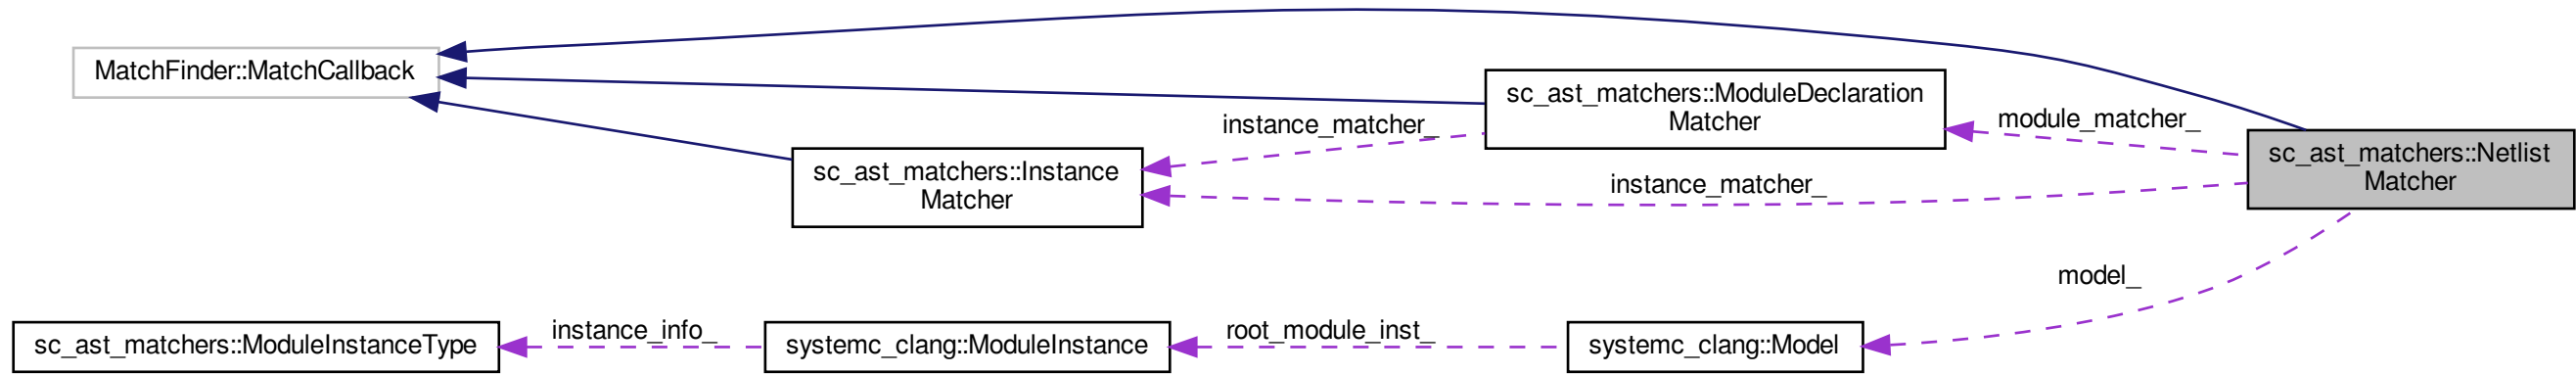 MatchFinder::MatchCallback
sc_ast_matchers::ModuleDeclaration
Matcher
instance_matcher_
module_matcher_
sc_ast_matchers::Instance
Matcher
instance_matcher_
sc_ast_matchers::Netlist
Matcher
model_
sc_ast_matchers::ModuleInstanceType
instance_info_
systemc_clang::ModuleInstance
root_module_inst_
systemc_clang::Model